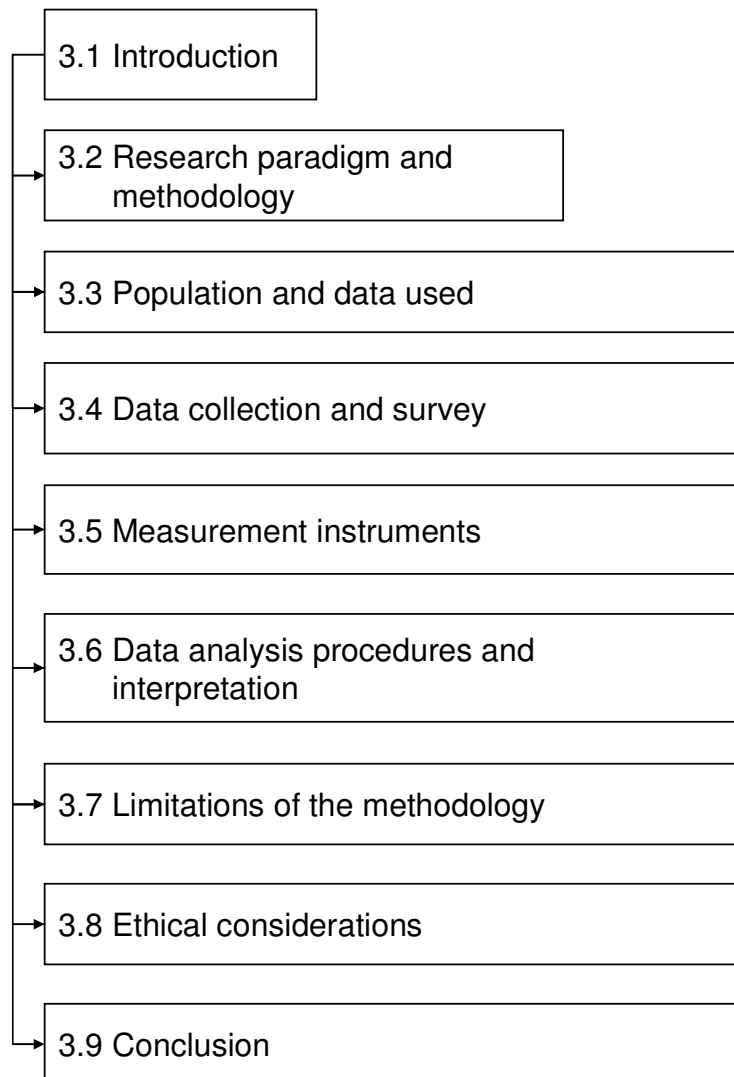 3.1 Introduction
3.2 Research paradigm and
methodology
3.3 Population and data used
3.4 Data collection and survey
3.5 Measurement instruments
3.6 Data analysis procedures and
interpretation
3.7 Limitations of the methodology
3.8 Ethical considerations
3.9 Conclusion